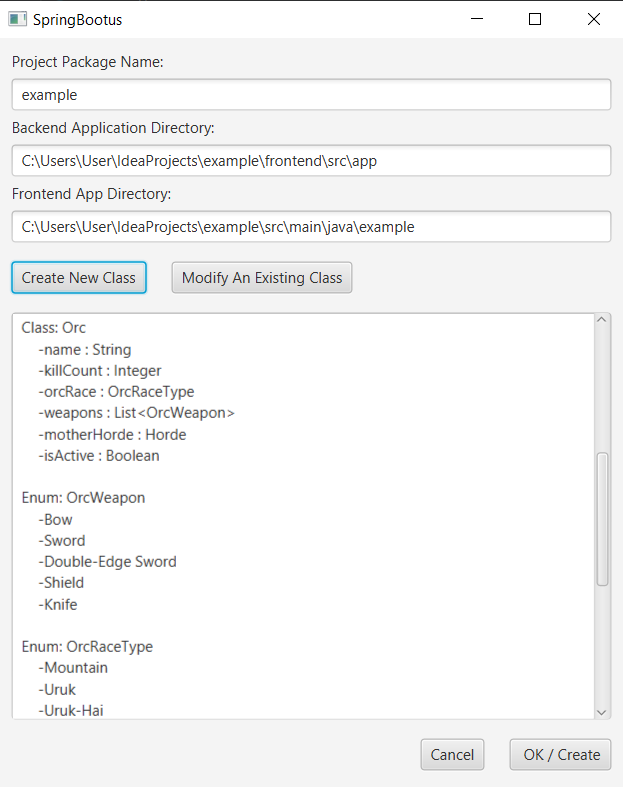 SpringBootus
Project Package Name:
example
Backend Application Directory:
C:\Users\User\IdeaProjects\example\frontend\src\app
Frontend App Directory:
C:\Users\User\IdeaProjects\example\src\main\java\example
Create New Class
Modify An Existing Class
Class: Orc
-name : String
-killCount : Integer
-orcRace : OrcRaceType
-weapons : List<OrcWeapon>
-motherHorde : Horde
-isActive : Boolean
Enum: OrcWeapon
-Bow
-Sword
-Double-Edge Sword
-Shield
-Knife
Enum: OrcRaceType
-Mountain
-Uruk
-Uruk-Hai
Cancel
OK / Create